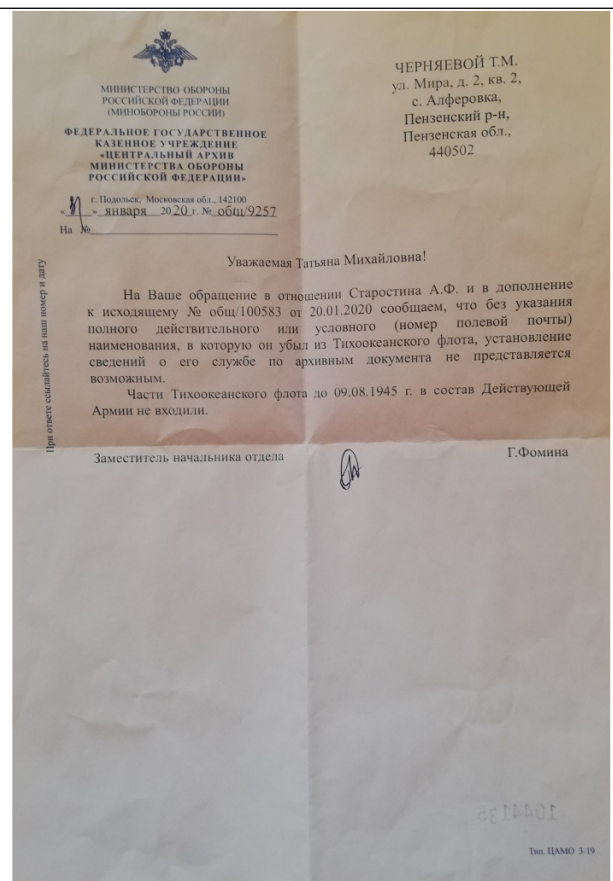 МИНИСТЕРСТВО ОБОРОНЫ
РОССИЙСКОЙ ФЕДЕРАЦИИ
(МИНОБОРОНЫ РОССИИ)
ФЕДЕРАЛЬНОЕ ГОСУДАРСТВЕННОЕ
КАЗЕННОЕ УЧРЕЖДЕНИЕ
«ЦЕНТРАЛЬНЫЙ АРХИВ
МИНИСТЕРСТВА ОБОРОНЫ
РОССИЙСКОЙ ФЕДЕРАЦИИ»
г. Подольск, Московская обл., 142100
« » января 2020 г. № общ/9257
На №
ЧЕРНЯЕВОЙ Т.М.
ул. Мира, д. 2, кв. 2,
с. Алферовка,
Пензенский р-н,
Пензенская обл.,
440502
При ответе ссылайтесь на наш номер и дату
Уважаемая Татьяна Михайловна!
На Ваше обращение в отношении Старостина А.Ф. и в дополнение
к исходящему № общ/100583 от 20.01.2020 сообщаем, что без указания
полного действительного или условного (номер полевой почты)
наименования, в которую он убыл из Тихоокеанского флота, установление
сведений о его службе по архивным документа не представляется
возможным.
Части Тихоокеанского флота до 09.08.1945 г. в состав Действующей
Армии не входили.
Заместитель начальника отдела
Г.Фомина
1044135
Тип. ЦАМО 3-19